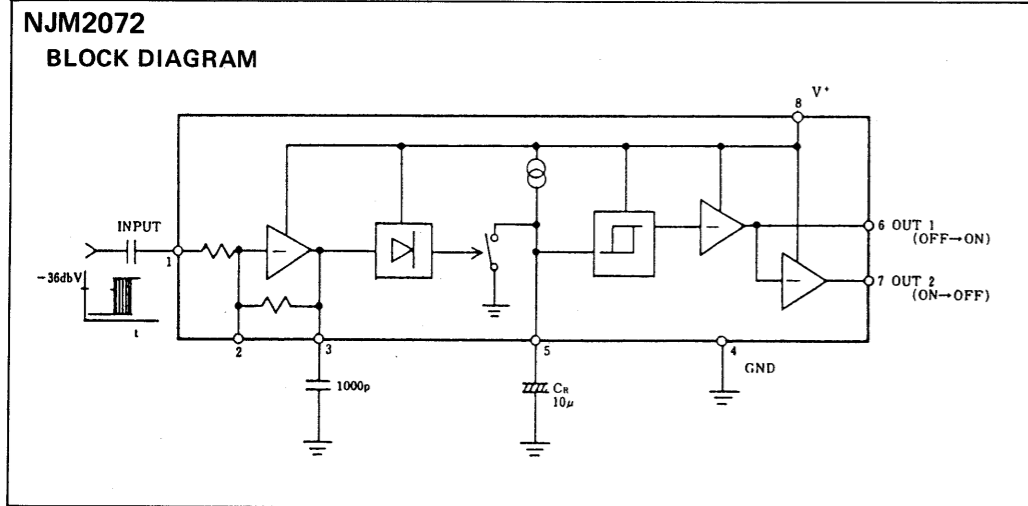 NJM2072
BLOCK DIAGRAM
8 V⁺
INPUT
1
6 OUT 1
(OFF→ON)
-36dbV
7 OUT 2
(ON→OFF)
t
2
3
5
4
GND
1000p
CR
10μ